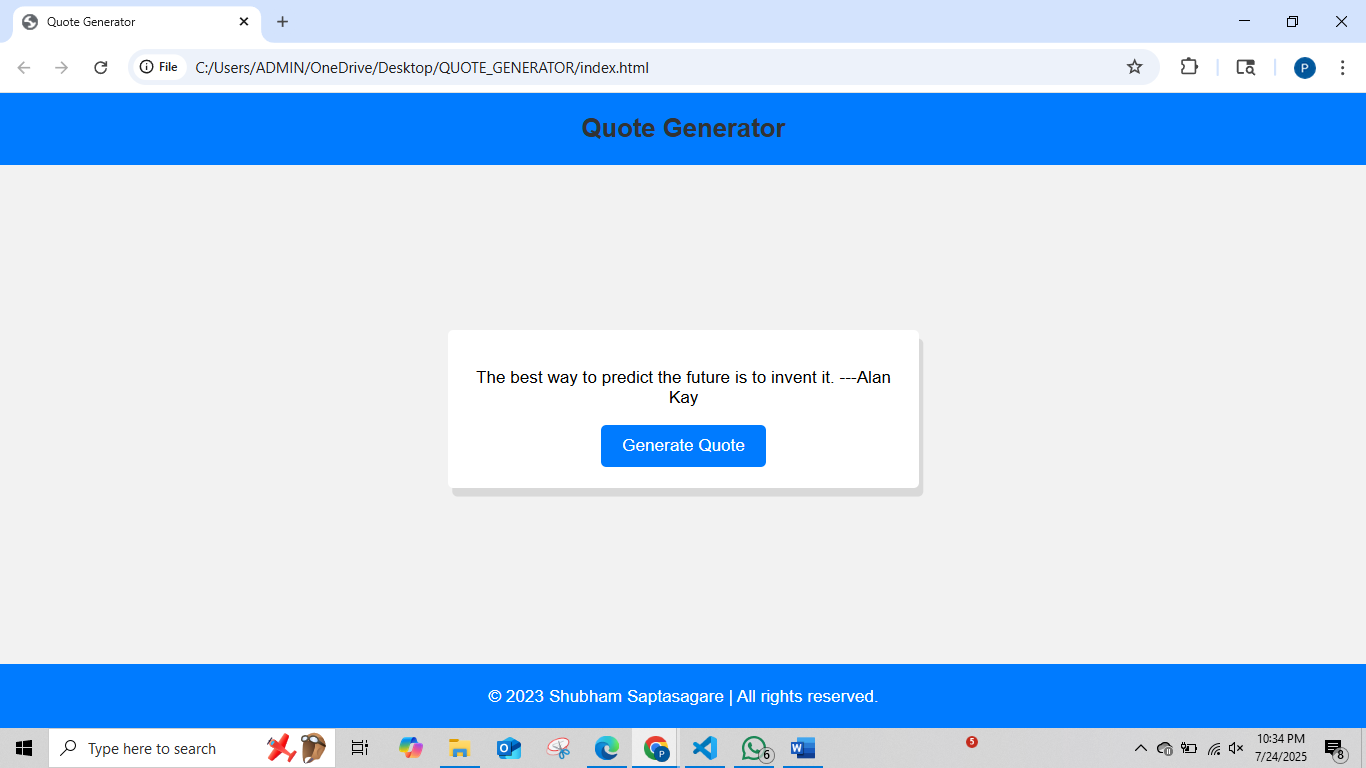 Quote Generator
File
C:/Users/ADMIN/OneDrive/Desktop/QUOTE_GENERATOR/index.html
P
Quote Generator
The best way to predict the future is to invent it. ---Alan
Kay
Generate Quote
© 2023 Shubham Saptasagare | All rights reserved.
Type here to search
P
6
W
5
10:34 PM
7/24/2025
8